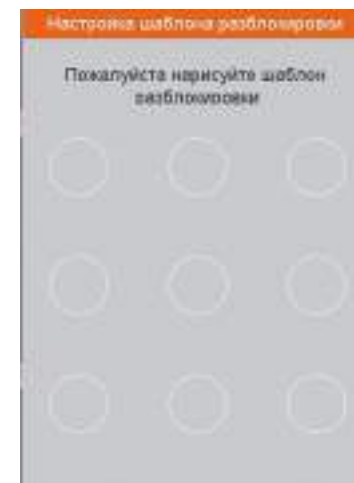 Настройка шаблона разблокировки
Пожалуйста нарисуйте шаблон
разблокировки